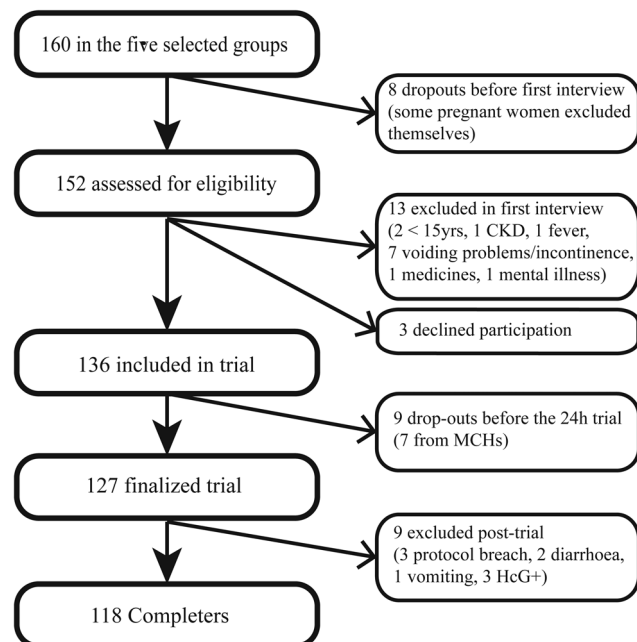 160 in the five selected groups
8 dropouts before first interview
(some pregnant women excluded
themselves)
152 assessed for eligibility
13 excluded in first interview
(2 < 15yrs, 1 CKD, 1 fever,
7 voiding problems/incontinence,
1 medicines, 1 mental illness)
3 declined participation
136 included in trial
9 drop-outs before the 24h trial
(7 from MCHs)
127 finalized trial
9 excluded post-trial
(3 protocol breach, 2 diarrhoea,
1 vomiting, 3 HcG+)
118 Completers